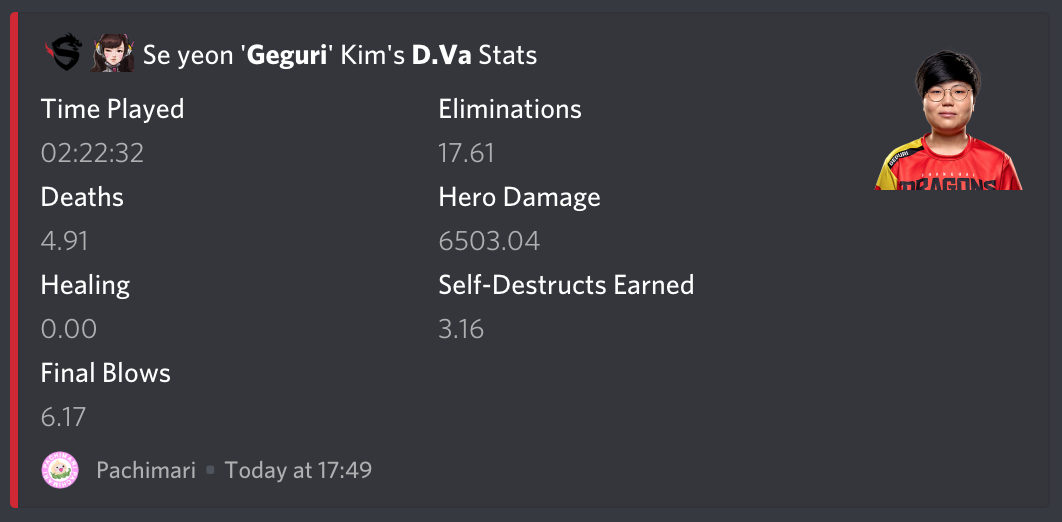 Se yeon 'Geguri' Kim's D.Va Stats
Time Played
Eliminations
02:22:32
17.61
Deaths
Hero Damage
4.91
6503.04
Healing
Self-Destructs Earned
0.00
3.16
Final Blows
6.17
Pachimari • Today at 17:49
GEGURI
SHANGHAI
DRAGONS